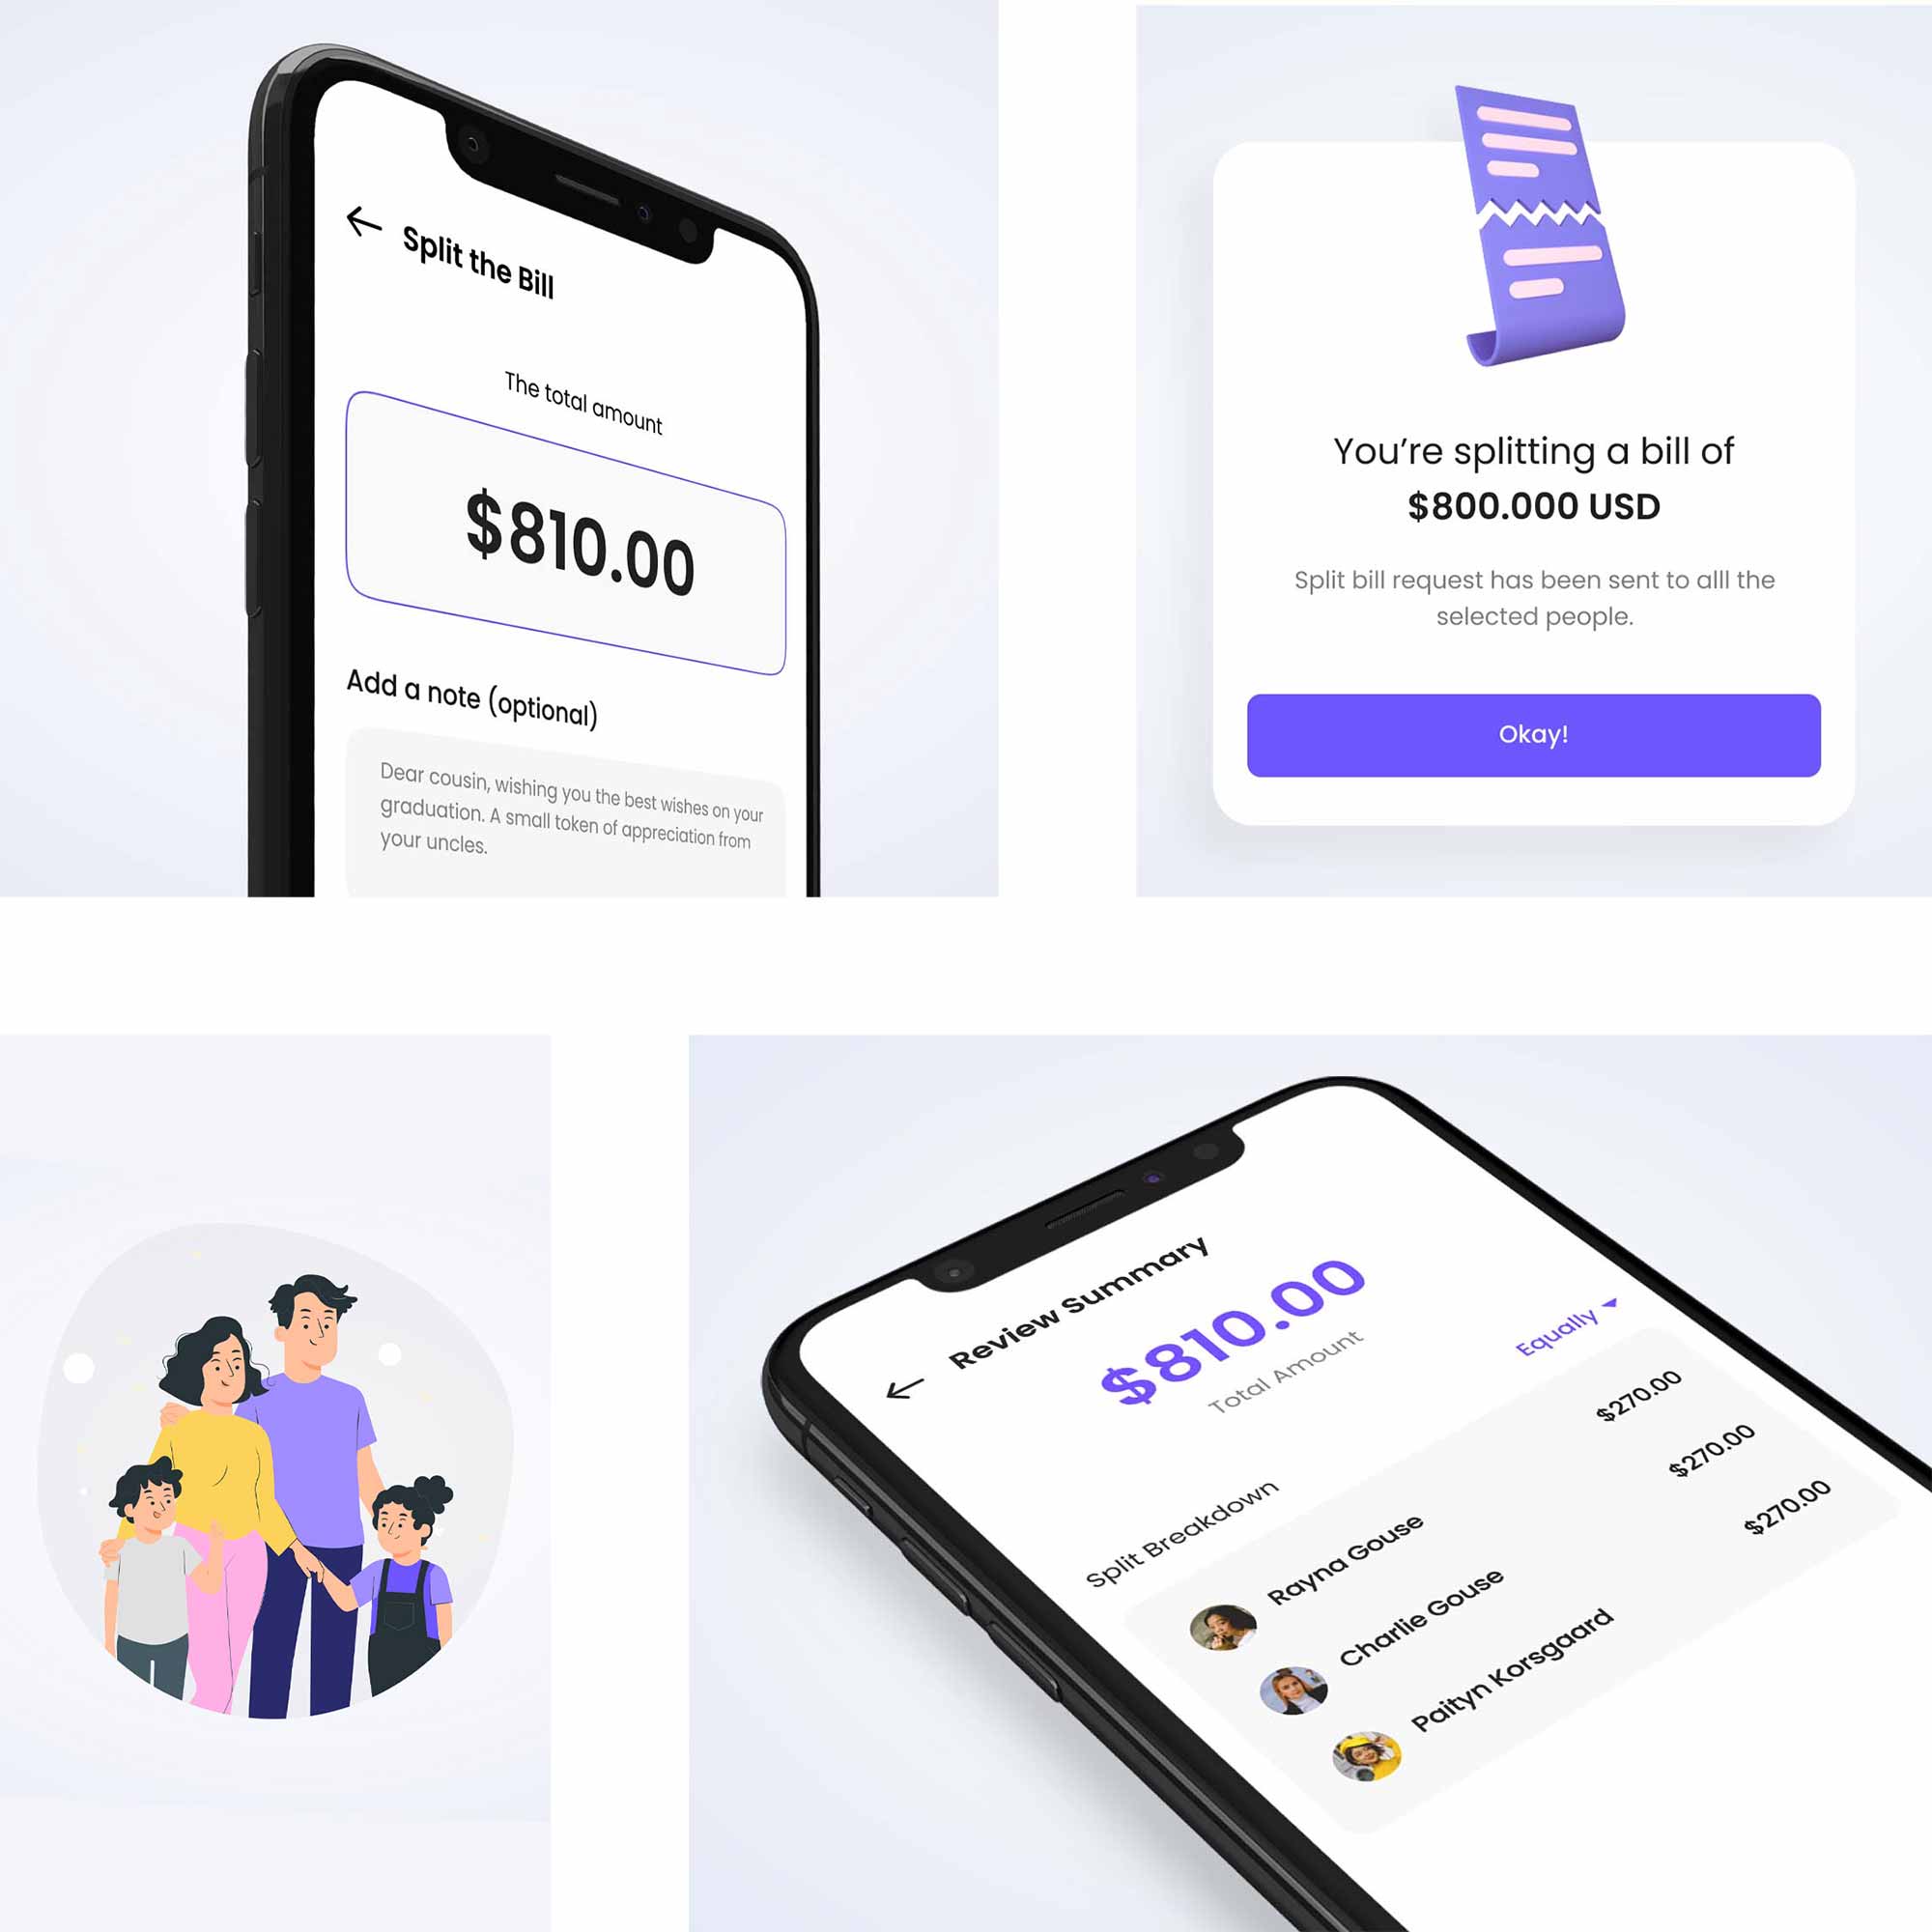 Split the Bill
The total amount
$810.00
Add a note (optional)
Dear cousin, wishing you the best wishes on your
graduation. A small token of appreciation from
your uncles.
You’re splitting a bill of
$800.000 USD
Split bill request has been sent to alll the
selected people.
Okay!
Review Summary
$810.00
Total Amount
Equally
Split Breakdown
Rayna Gouse $270.00
Charlie Gouse $270.00
Paityn Korsgaard $270.00